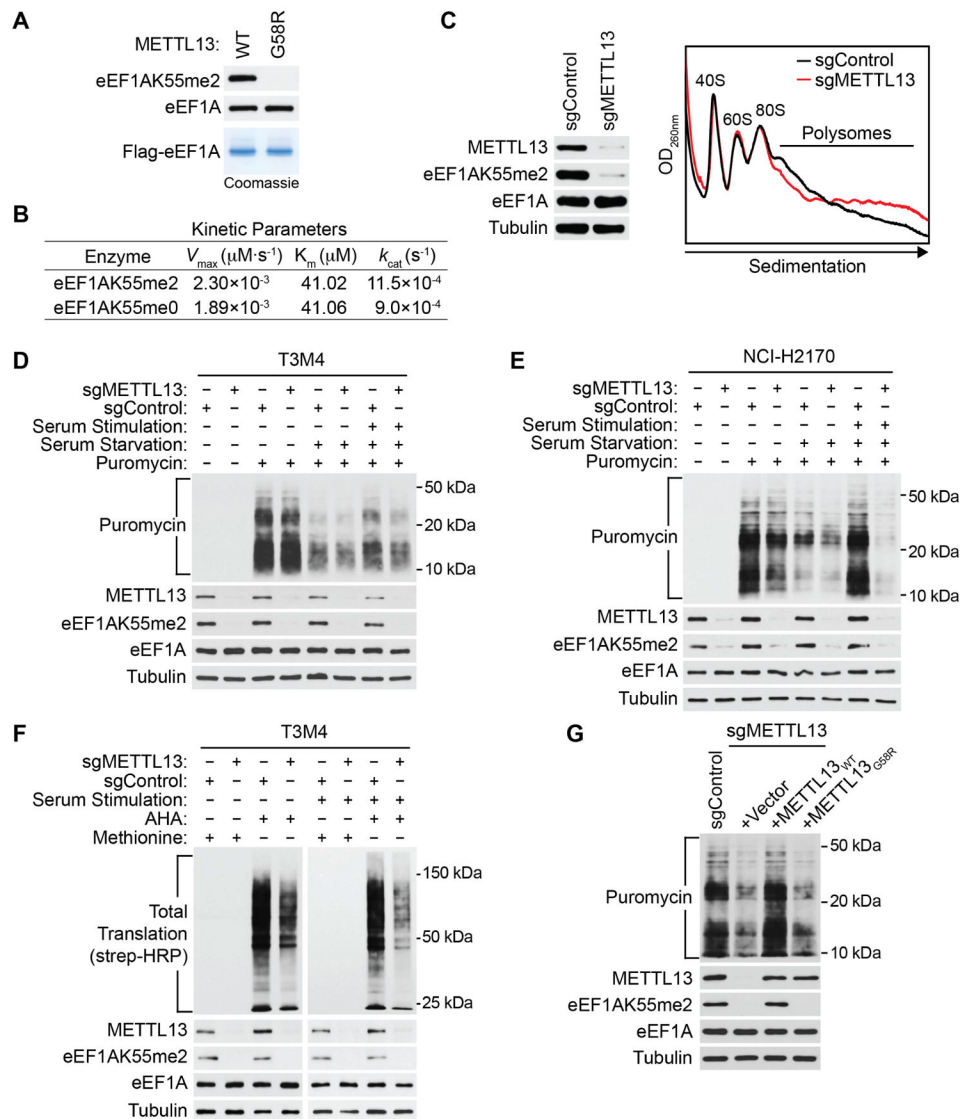 A
METTL13:
WT
G58R
eEF1AK55me2
eEF1A
Flag-eEF1A
Coomassie
B
Kinetic Parameters
Enzyme Vmax (μM·s-1) Km (μM) kcat (s-1)
eEF1AK55me2 2.30×10-3 41.02 11.5×10-4
eEF1AK55me0 1.89×10-3 41.06 9.0×10-4
C
sgControl
sgMETTL13
METTL13
eEF1AK55me2
eEF1A
Tubulin
OD260nm
sgControl
sgMETTL13
40S
60S
80S
Polysomes
Sedimentation
D
T3M4
sgMETTL13: – + – + – + – +
sgControl: + – + – + – + –
Serum Stimulation: – – – – – – + +
Serum Starvation: – – – – + + + +
Puromycin: – – + + + + + +
Puromycin
50 kDa
20 kDa
10 kDa
METTL13
eEF1AK55me2
eEF1A
Tubulin
E
NCI-H2170
sgMETTL13: – + – + – + – +
sgControl: + – + – + – + –
Serum Stimulation: – – – – – – + +
Serum Starvation: – – – – + + + +
Puromycin: – – + + + + + +
Puromycin
50 kDa
20 kDa
10 kDa
METTL13
eEF1AK55me2
eEF1A
Tubulin
F
T3M4
sgMETTL13: – + – + – + – +
sgControl: + – + – + – + –
Serum Stimulation: – – – – + + + +
AHA: – – + + – – + +
Methionine: + + – – + + – –
Total
Translation
(strep-HRP)
150 kDa
50 kDa
25 kDa
METTL13
eEF1AK55me2
eEF1A
Tubulin
G
sgMETTL13
sgControl
+Vector
+METTL13WT
+METTL13G58R
Puromycin
50 kDa
20 kDa
10 kDa
METTL13
eEF1AK55me2
eEF1A
Tubulin